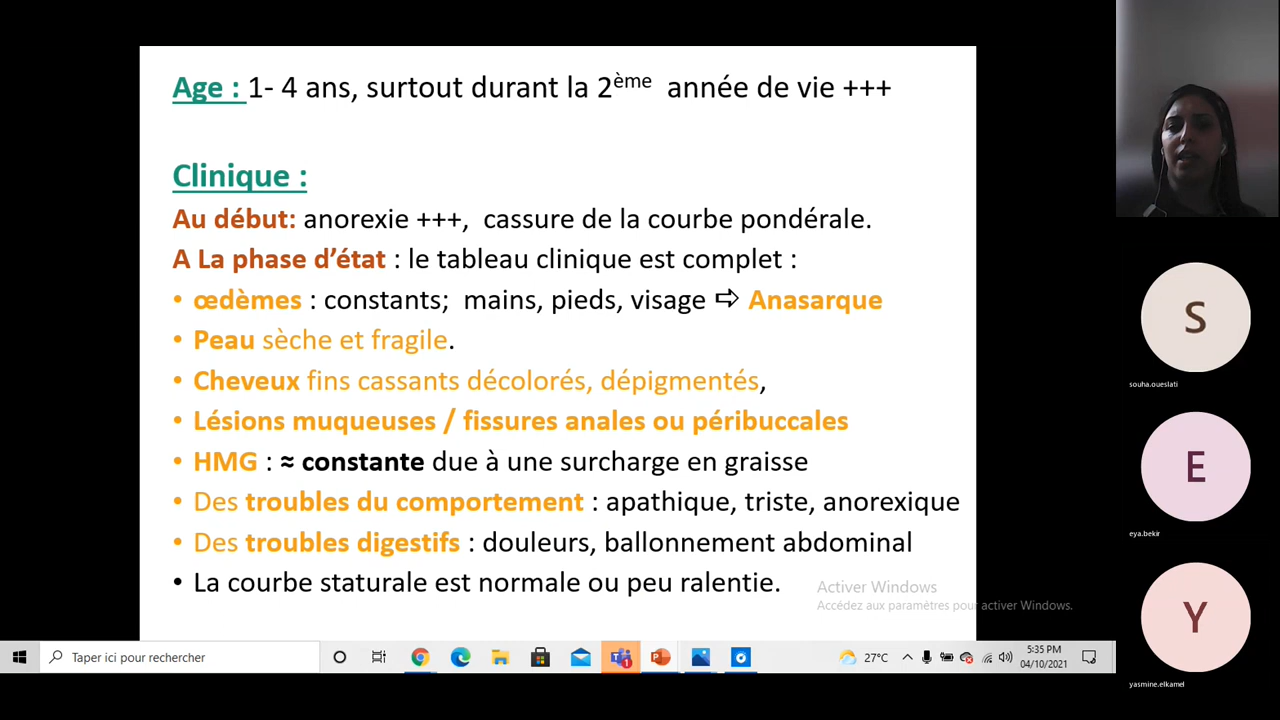 Age : 1- 4 ans, surtout durant la 2ème année de vie +++
Clinique :
Au début: anorexie +++, cassure de la courbe pondérale.
A La phase d’état : le tableau clinique est complet :
• œdèmes : constants; mains, pieds, visage ⇨ Anasarque
• Peau sèche et fragile.
• Cheveux fins cassants décolorés, dépigmentés,
• Lésions muqueuses / fissures anales ou péribuccales
• HMG : ≈ constante due à une surcharge en graisse
• Des troubles du comportement : apathique, triste, anorexique
• Des troubles digestifs : douleurs, ballonnement abdominal
• La courbe staturale est normale ou peu ralentie.
Activer Windows
Accédez aux paramètres pour activer Windows.
Taper ici pour rechercher
1
27°C
5:35 PM
04/10/2021
S
souha.oueslati
E
eya.bekir
Y
yasmine.elkamel